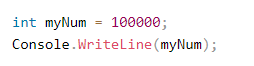 int myNum = 100000;
Console.WriteLine(myNum);